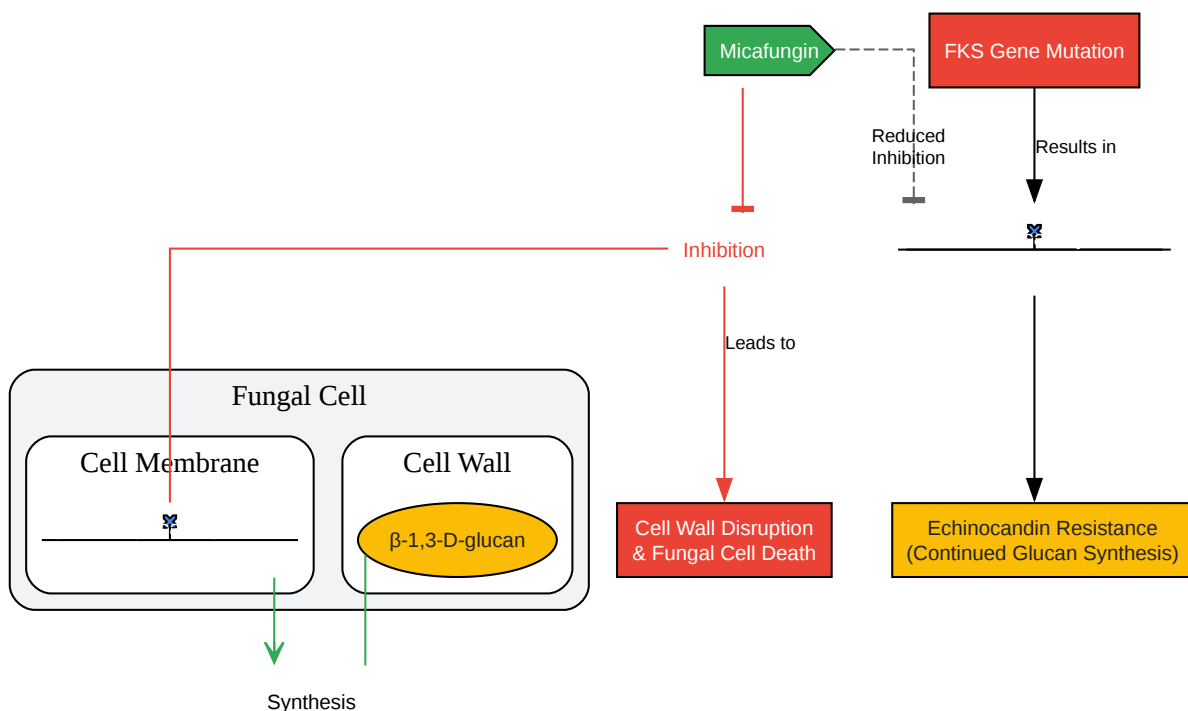 Micafungin
FKS Gene Mutation
Reduced
Inhibition
Results in
Inhibition
Leads to
Fungal Cell
Cell Membrane
Cell Wall
β-1,3-D-glucan
Cell Wall Disruption
& Fungal Cell Death
Echinocandin Resistance
(Continued Glucan Synthesis)
Synthesis